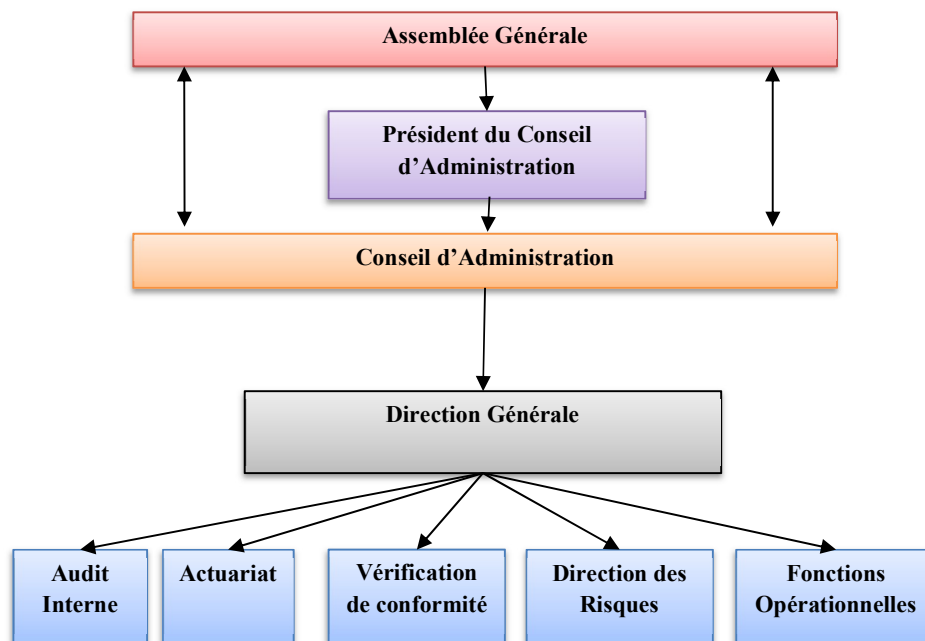 Assemblée Générale
Président du Conseil
d’Administration
Conseil d’Administration
Direction Générale
Audit
Interne
Actuariat
Vérification
de conformité
Direction des
Risques
Fonctions
Opérationnelles